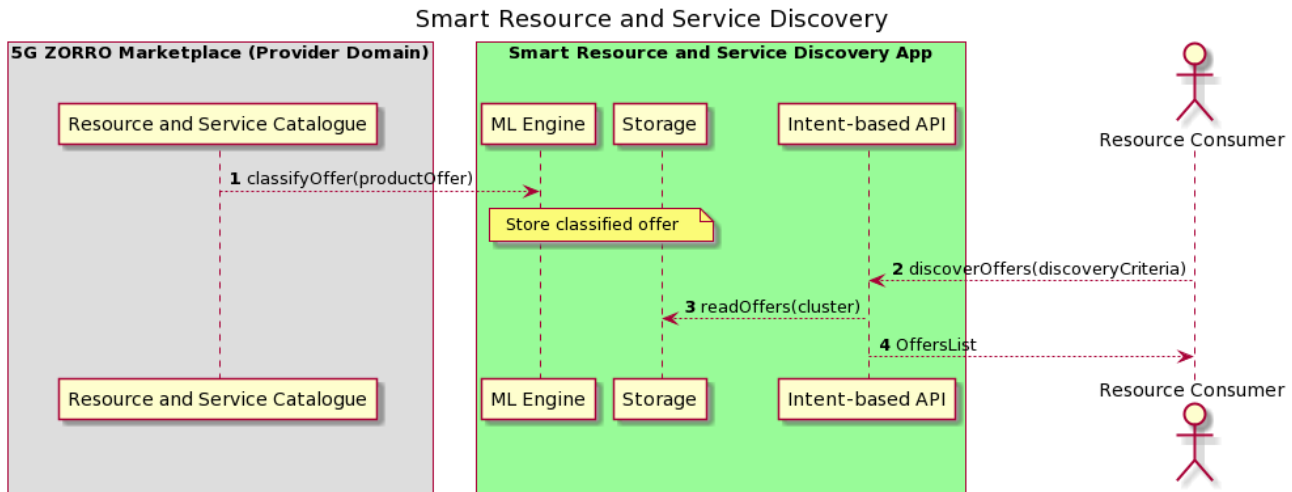 Smart Resource and Service Discovery
5G ZORRO Marketplace (Provider Domain)
Smart Resource and Service Discovery App
Resource and Service Catalogue
ML Engine
Storage
Intent-based API
Resource Consumer
1 classifyOffer(productOffer)
Store classified offer
2 discoverOffers(discoveryCriteria)
3 readOffers(cluster)
4 OffersList
Resource and Service Catalogue
ML Engine
Storage
Intent-based API
Resource Consumer